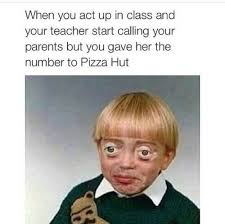 When you act up in class and
your teacher start calling your
parents but you gave her the
number to Pizza Hut